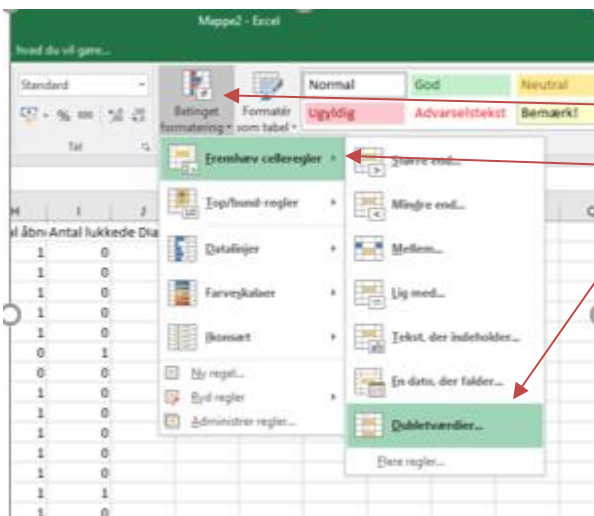 Mappe2 - Excel
hvad du vil gøre...
Standard
Betinget formatering
Formatér som tabel
Normal
God
Neutral
Ugyldig
Advarselstekst
Bemærk!
Tal
Fremhæv celleregler
Top/bund-regler
Datalinjer
Farveskalaer
Ikonsæt
Ny regel...
Ryd regler
Administrer regler...
Større end...
Mindre end...
Mellem...
Lig med...
Tekst, der indeholder...
En dato, der falder...
Dubletværdier...
Flere regler...
H I J
l åbn Antal lukkede Dia
1 0
1 0
1 0
1 0
1 0
0 1
0 0
1 0
1 0
1 0
1 0
1 0
1 1
1 0